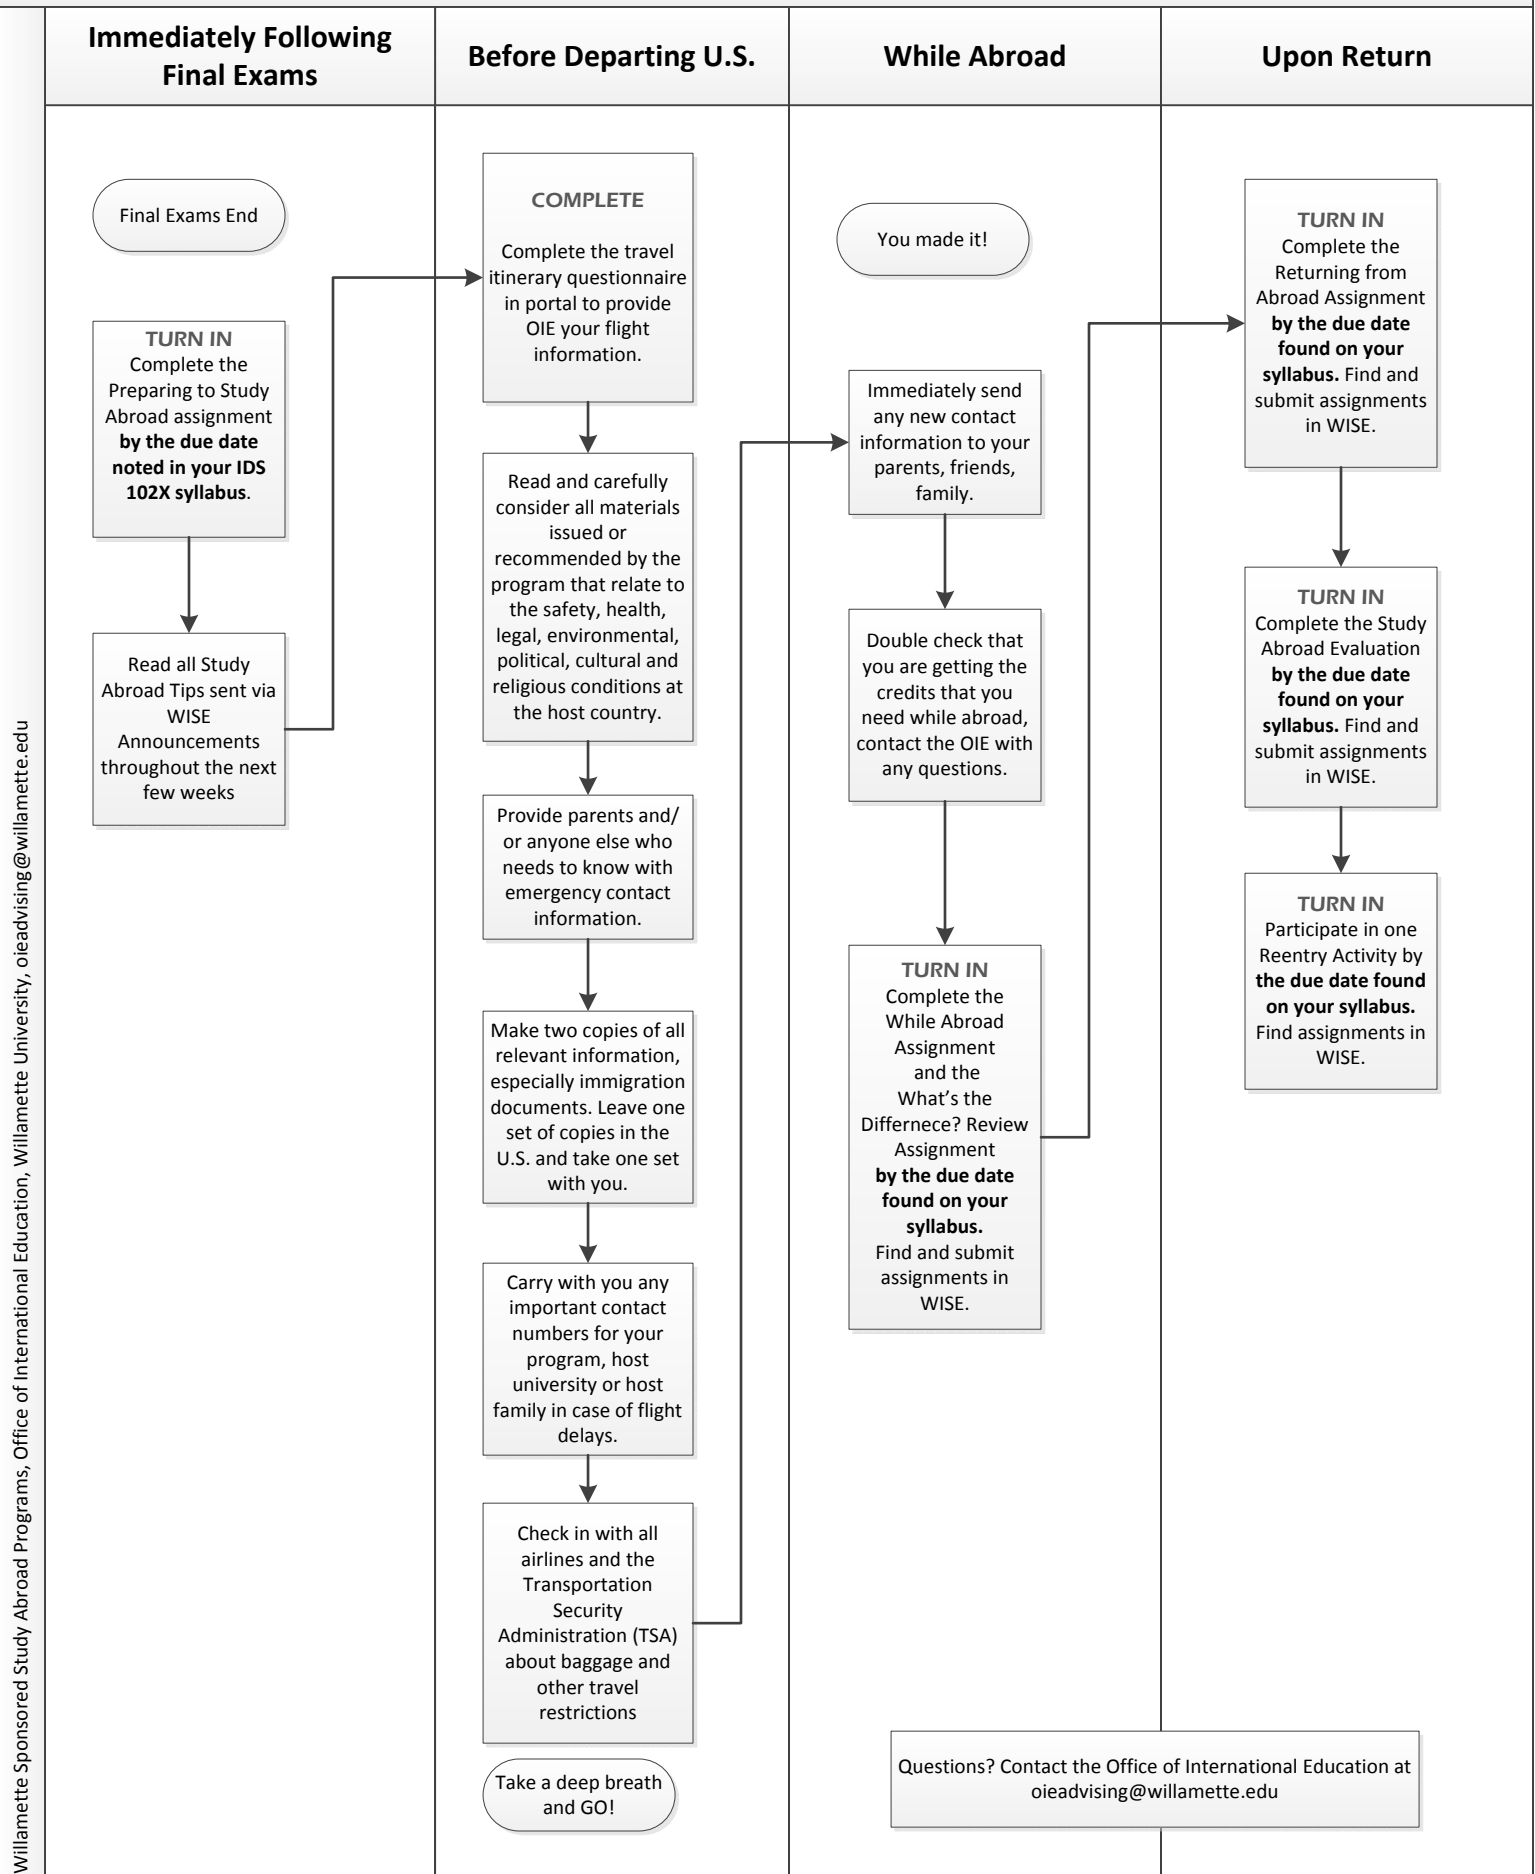 Immediately Following
Final Exams
Before Departing U.S.
While Abroad
Upon Return
Final Exams End
TURN IN
Complete the
Preparing to Study
Abroad assignment
by the due date
noted in your IDS
102X syllabus.
Read all Study
Abroad Tips sent via
WISE
Announcements
throughout the next
few weeks
COMPLETE
Complete the travel
itinerary questionnaire
in portal to provide
OIE your flight
information.
Read and carefully
consider all materials
issued or
recommended by the
program that relate to
the safety, health,
legal, environmental,
political, cultural and
religious conditions at
the host country.
Provide parents and/
or anyone else who
needs to know with
emergency contact
information.
Make two copies of all
relevant information,
especially immigration
documents. Leave one
set of copies in the
U.S. and take one set
with you.
Carry with you any
important contact
numbers for your
program, host
university or host
family in case of flight
delays.
Check in with all
airlines and the
Transportation
Security
Administration (TSA)
about baggage and
other travel
restrictions
Take a deep breath
and GO!
You made it!
Immediately send
any new contact
information to your
parents, friends,
family.
Double check that
you are getting the
credits that you
need while abroad,
contact the OIE with
any questions.
TURN IN
Complete the
While Abroad
Assignment
and the
What's the
Differnece? Review
Assignment
by the due date
found on your
syllabus.
Find and submit
assignments in
WISE.
TURN IN
Complete the
Returning from
Abroad Assignment
by the due date
found on your
syllabus. Find and
submit assignments
in WISE.
TURN IN
Complete the Study
Abroad Evaluation
by the due date
found on your
syllabus. Find and
submit assignments
in WISE.
TURN IN
Participate in one
Reentry Activity by
the due date found
on your syllabus.
Find assignments in
WISE.
Questions? Contact the Office of International Education at
oieadvising@willamette.edu
Willamette Sponsored Study Abroad Programs, Office of International Education, Willamette University, oieadvising@willamette.edu